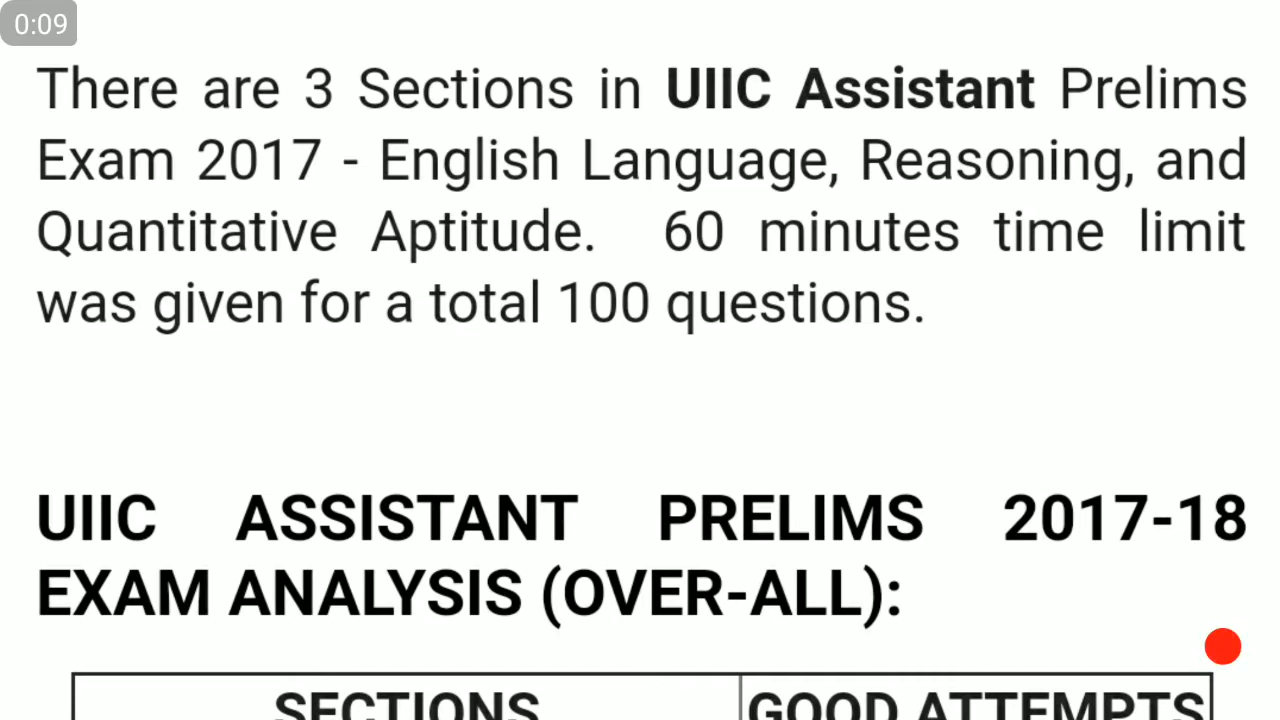 0:09
There are 3 Sections in UIIC Assistant Prelims
Exam 2017 - English Language, Reasoning, and
Quantitative Aptitude. 60 minutes time limit
was given for a total 100 questions.
UIIC ASSISTANT PRELIMS 2017-18
EXAM ANALYSIS (OVER-ALL):
SECTIONS GOOD ATTEMPTS